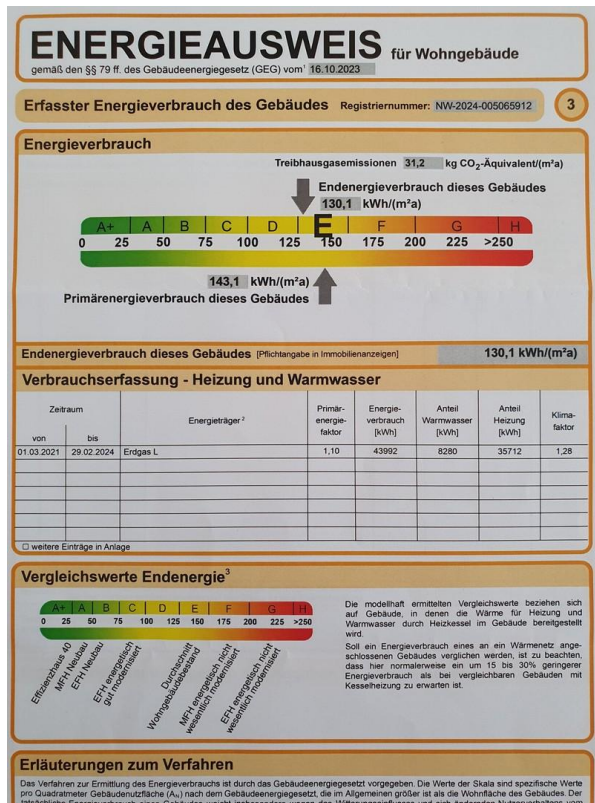 ENERGIEAUSWEIS für Wohngebäude
gemäß den §§ 79 ff. des Gebäudeenergiegesetz (GEG) vom¹ 16.10.2023
Erfasster Energieverbrauch des Gebäudes Registriernummer: NW-2024-005065912 3
Energieverbrauch
Treibhausgasemissionen 31,2 kg CO₂-Äquivalent/(m²a)
Endenergieverbrauch dieses Gebäudes
130,1 kWh/(m²a)
A+ A B C D E F G H
0 25 50 75 100 125 150 175 200 225 >250
143,1 kWh/(m²a)
Primärenergieverbrauch dieses Gebäudes
Endenergieverbrauch dieses Gebäudes [Pflichtangabe in Immobilienanzeigen] 130,1 kWh/(m²a)
Verbrauchserfassung - Heizung und Warmwasser
Zeitraum
von bis
Energieträger ²
Primär-
energie-
faktor
Energie-
verbrauch
[kWh]
Anteil
Warmwasser
[kWh]
Anteil
Heizung
[kWh]
Klima-
faktor
01.03.2021 29.02.2024 Erdgas L 1,10 43992 8280 35712 1,28
☐ weitere Einträge in Anlage
Vergleichswerte Endenergie³
A+ A B C D E F G H
0 25 50 75 100 125 150 175 200 225 >250
Effizienzhaus 40
MFH Neubau
EFH Neubau
EFH energetisch
gut modernisiert
Durchschnitt
Wohngebäudebestand
MFH energetisch nicht
wesentlich modernisiert
EFH energetisch nicht
wesentlich modernisiert
Die modellhaft ermittelten Vergleichswerte beziehen sich
auf Gebäude, in denen die Wärme für Heizung und
Warmwasser durch Heizkessel im Gebäude bereitgestellt
wird.
Soll ein Energieverbrauch eines an ein Wärmenetz ange-
schlossenen Gebäudes verglichen werden, ist zu beachten,
dass hier normalerweise ein um 15 bis 30% geringerer
Energieverbrauch als bei vergleichbaren Gebäuden mit
Kesselheizung zu erwarten ist.
Erläuterungen zum Verfahren
Das Verfahren zur Ermittlung des Energieverbrauchs ist durch das Gebäudeenergiegesetz vorgegeben. Die Werte der Skala sind spezifische Werte
pro Quadratmeter Gebäudenutzfläche (Aₙ) nach dem Gebäudeenergiegesetz, die im Allgemeinen größer ist als die Wohnfläche des Gebäudes. Der